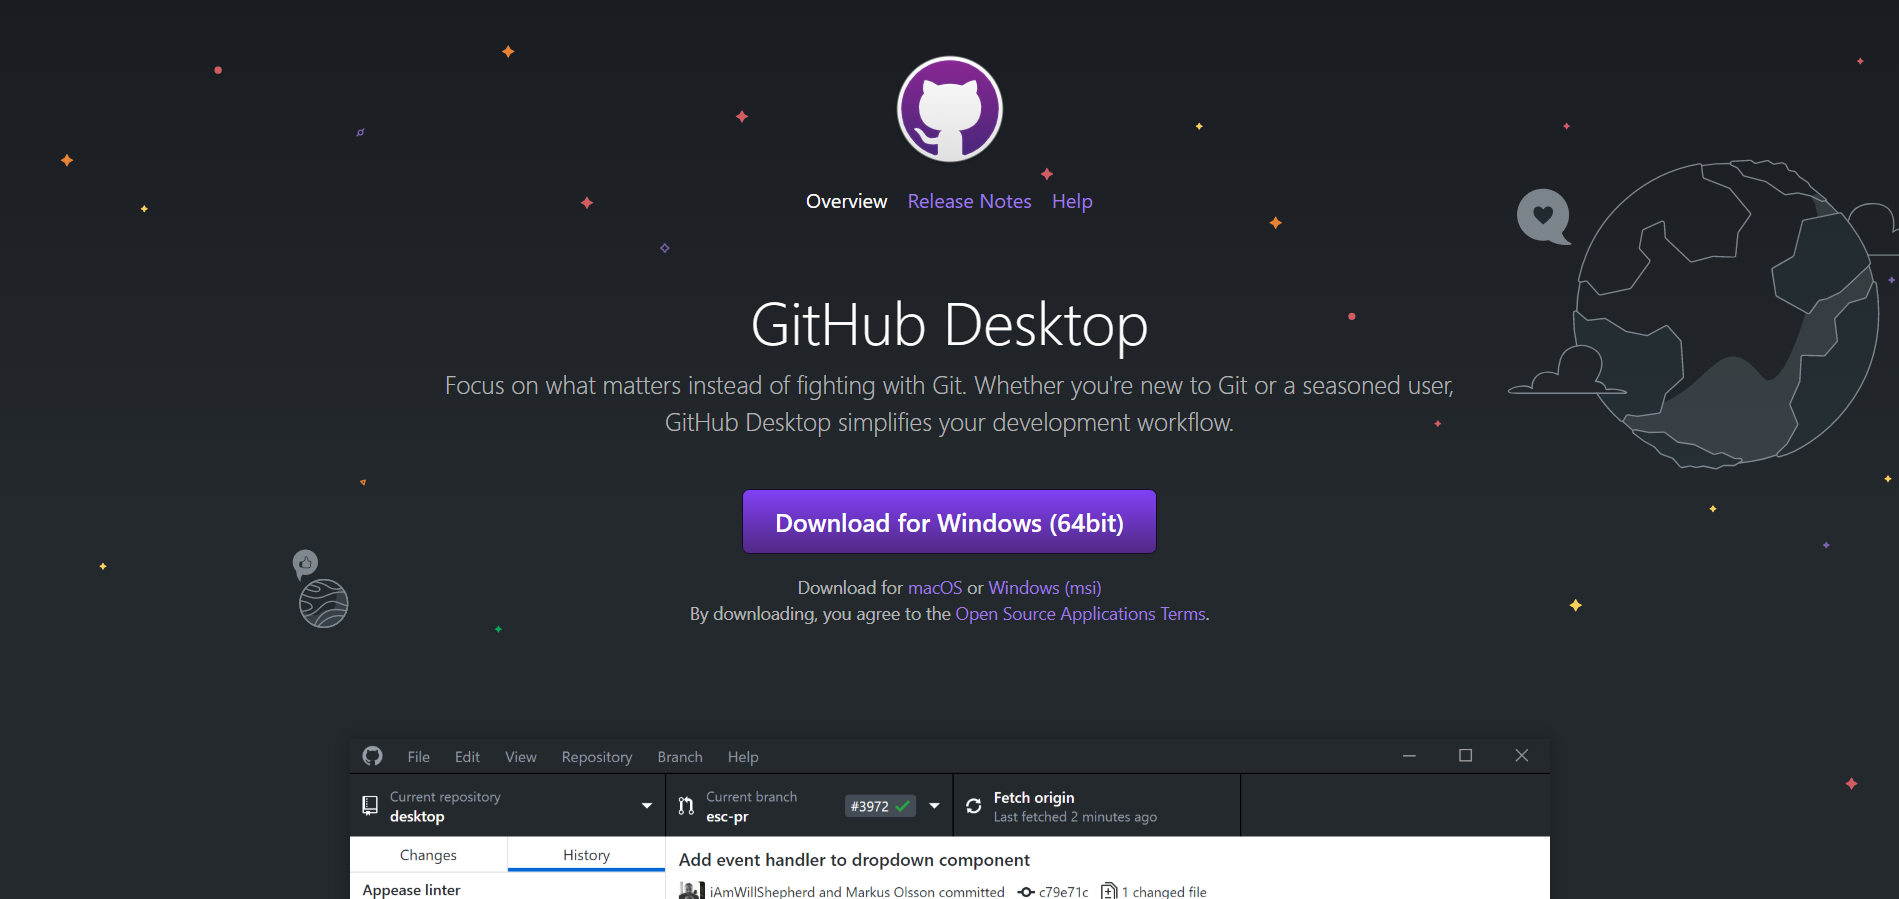 Overview Release Notes Help
GitHub Desktop
Focus on what matters instead of fighting with Git. Whether you're new to Git or a seasoned user,
GitHub Desktop simplifies your development workflow.
Download for Windows (64bit)
Download for macOS or Windows (msi)
By downloading, you agree to the Open Source Applications Terms.
File Edit View Repository Branch Help
Current repository
desktop
Current branch
esc-pr
#3972
Fetch origin
Last fetched 2 minutes ago
Changes History
Add event handler to dropdown component
Appease linter
iAmWillShepherd and Markus Olsson committed c79e71c 1 changed file